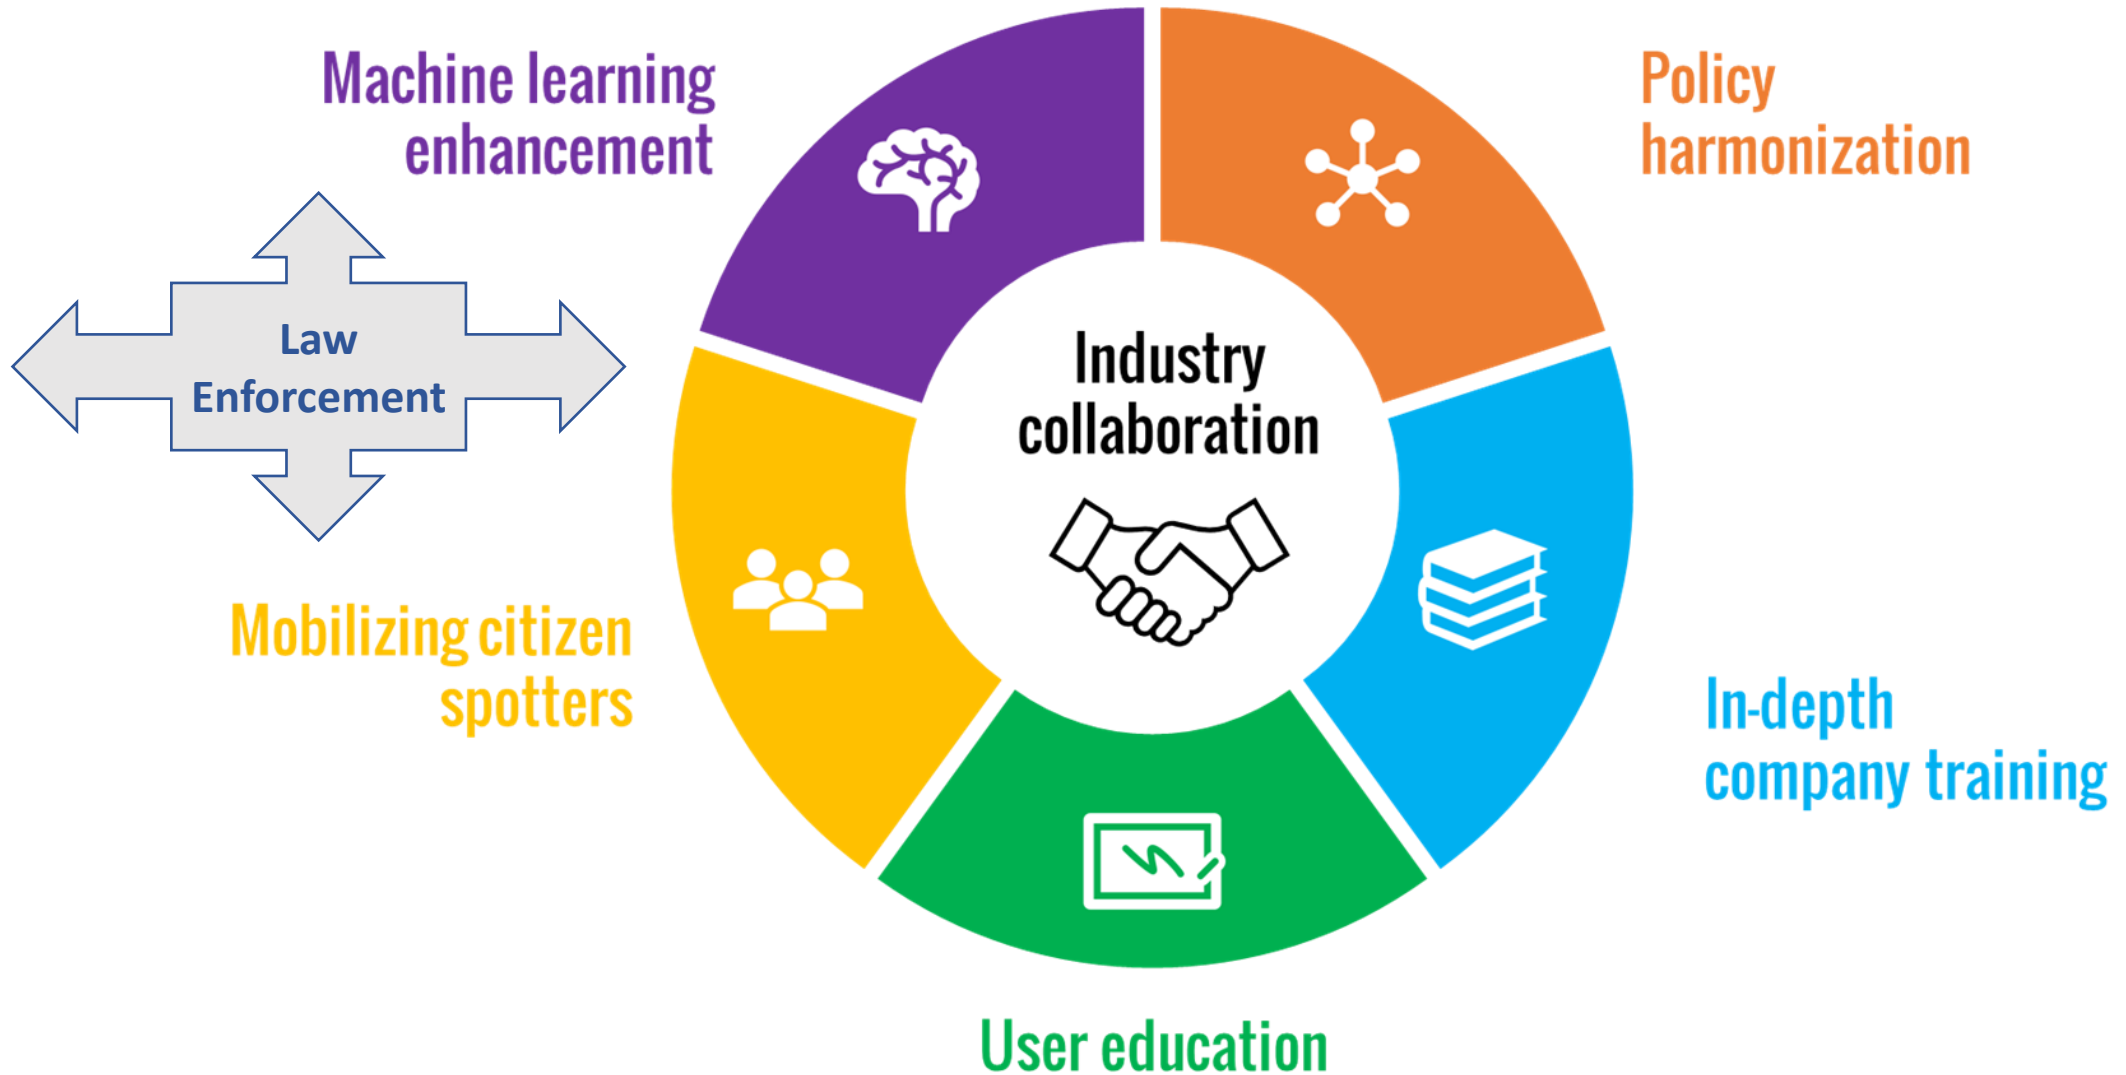 Machine learning
enhancement
Policy
harmonization
Law
Enforcement
Industry
collaboration
Mobilizing citizen
spotters
In-depth
company training
User education